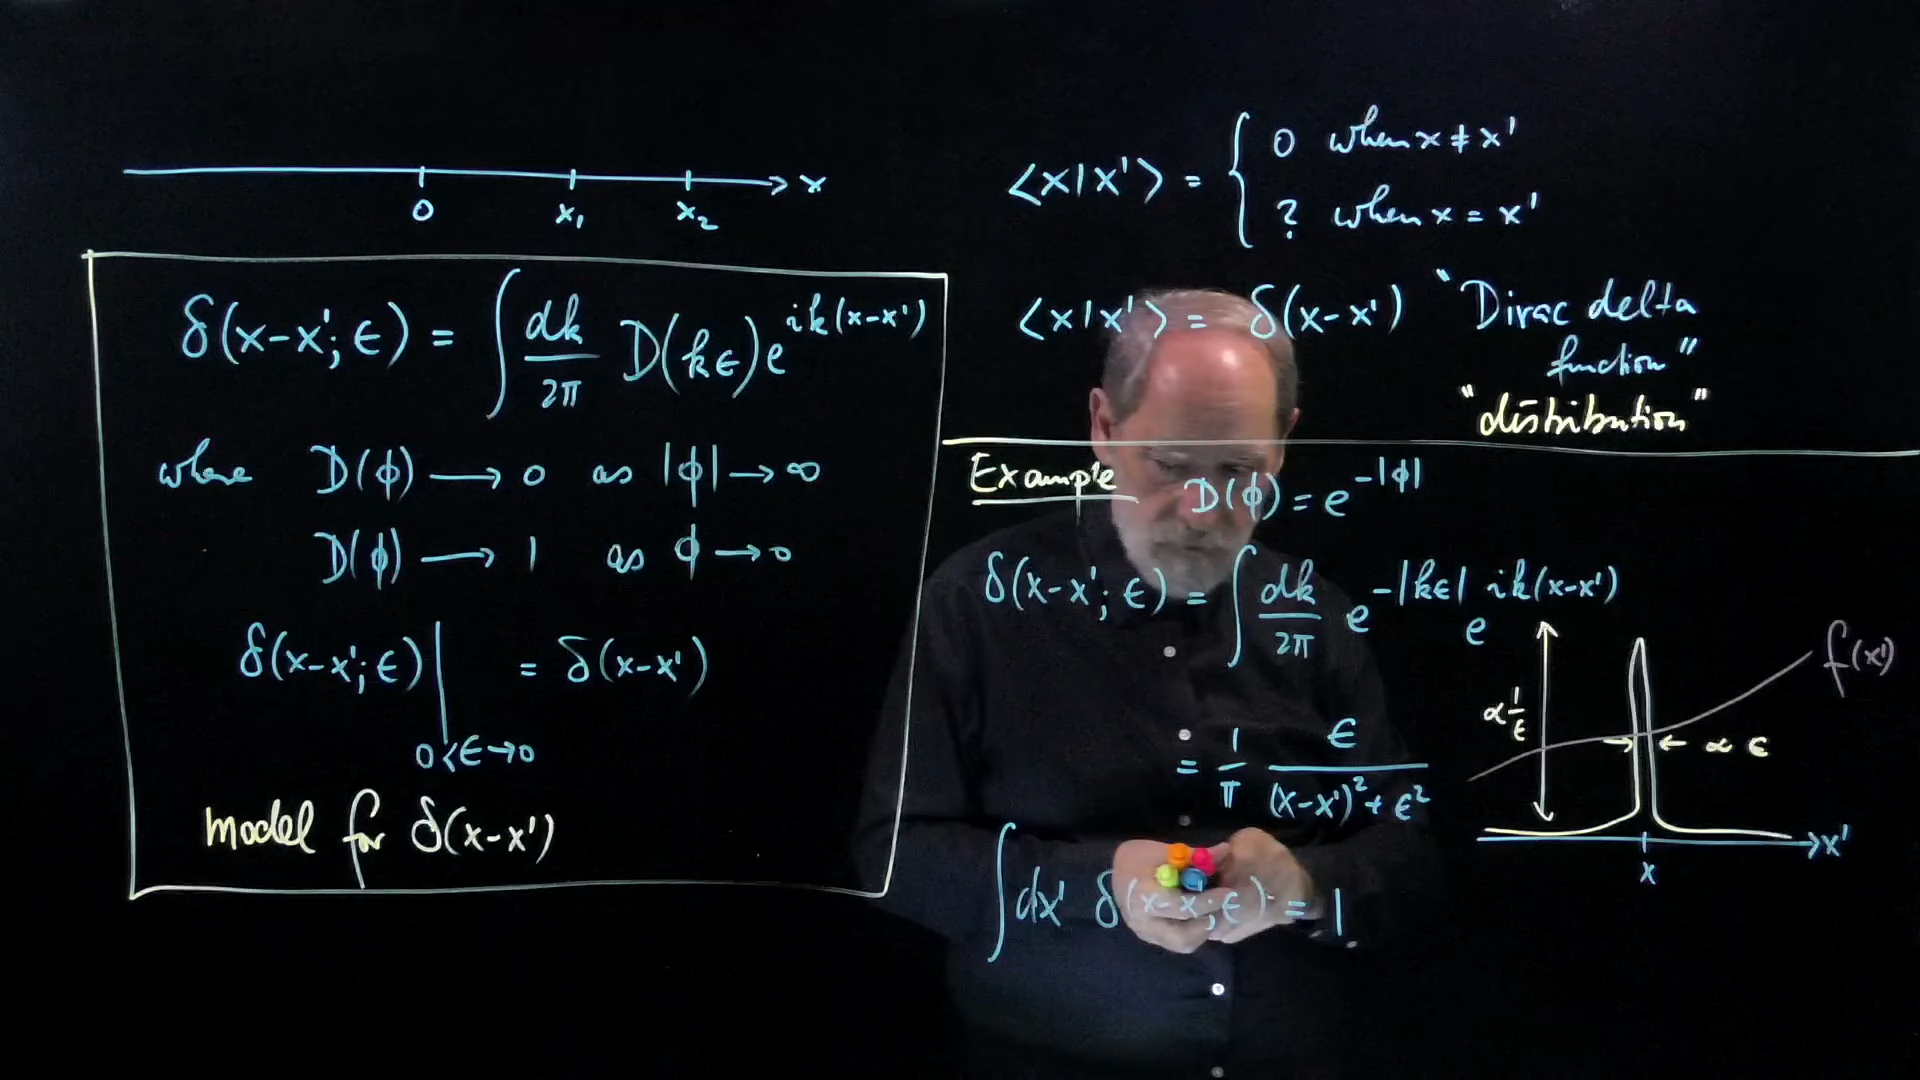 x
0 x₁ x₂
δ(x-x'; ϵ) = ∫ dk/2π D(kϵ) e^{ik(x-x')}
where D(ϕ) → 0 as |ϕ| → ∞
D(ϕ) → 1 as ϕ → 0
δ(x-x'; ϵ)| = δ(x-x')
0<ϵ→0
model for δ(x-x')
⟨x|x'⟩ = { 0 when x ≠ x'
? when x = x'
⟨x|x'⟩ = δ(x-x') "Dirac delta
function"
"distribution"
Example D(ϕ) = e^{-|ϕ|}
δ(x-x'; ϵ) = ∫ dk/2π e^{-|kϵ|} e^{ik(x-x')}
= 1/π ϵ/((x-x')²+ϵ²)
∫dx' δ(x-x'; ϵ) = 1
f(x')
∝ 1/ϵ
→ ← ∝ ϵ
x'
x